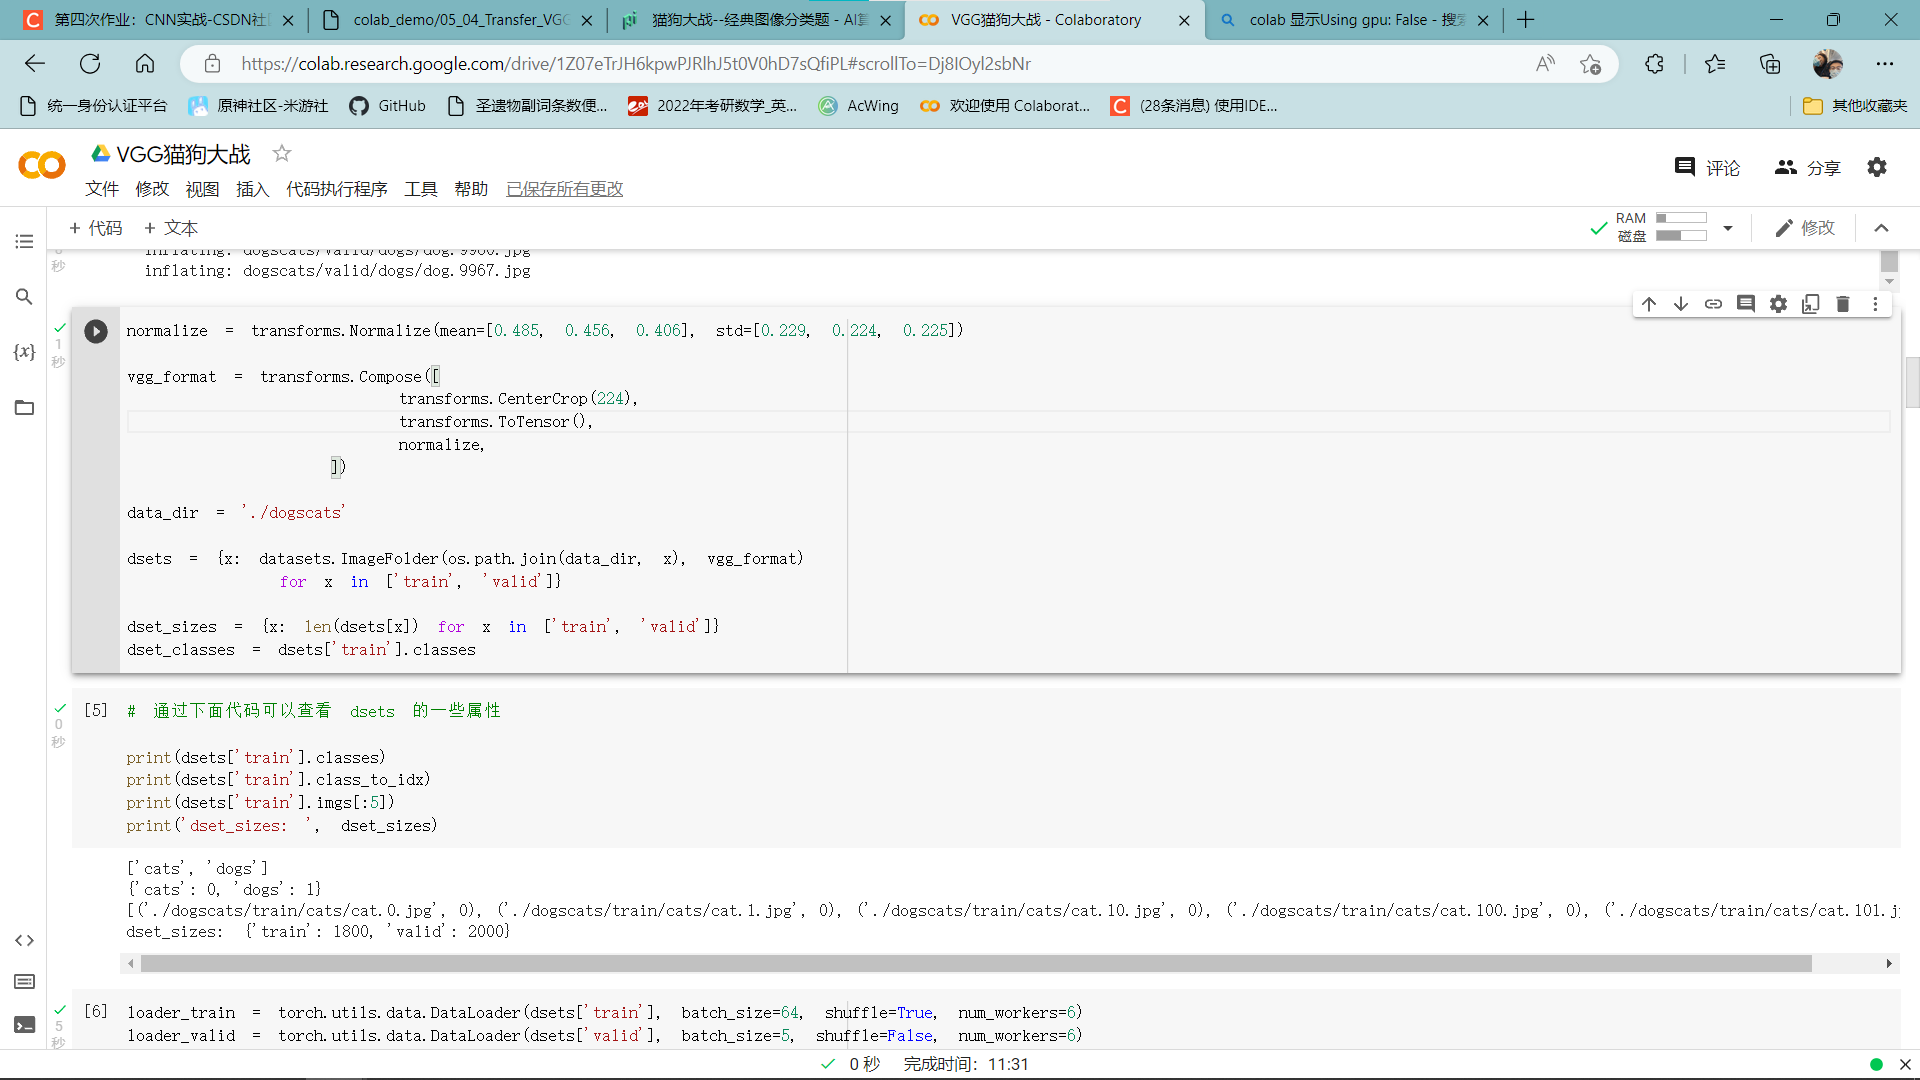 第四次作业：CNN实战-CSDN社区
colab_demo/05_04_Transfer_VGG
猫狗大战--经典图像分类题 - AI算
VGG猫狗大战 - Colaboratory
colab 显示Using gpu: False - 搜索
https://colab.research.google.com/drive/1Z07eTrJH6kpwPJRlhJ5t0V0hD7sQfiPL#scrollTo=Dj8IOyl2sbNr
统一身份认证平台
原神社区-米游社
GitHub
圣遗物副词条数便...
2022年考研数学_英...
AcWing
欢迎使用 Colaborat...
(28条消息) 使用IDE...
其他收藏夹
VGG猫狗大战
评论
分享
文件 修改 视图 插入 代码执行程序 工具 帮助 已保存所有更改
+ 代码 + 文本
RAM
磁盘
修改
秒
inflating: dogscats/valid/dogs/dog.9967.jpg
1
秒
normalize = transforms.Normalize(mean=[0.485, 0.456, 0.406], std=[0.229, 0.224, 0.225])
vgg_format = transforms.Compose([
transforms.CenterCrop(224),
transforms.ToTensor(),
normalize,
])
data_dir = './dogscats'
dsets = {x: datasets.ImageFolder(os.path.join(data_dir, x), vgg_format)
for x in ['train', 'valid']}
dset_sizes = {x: len(dsets[x]) for x in ['train', 'valid']}
dset_classes = dsets['train'].classes
0
秒
[5] # 通过下面代码可以查看 dsets 的一些属性
print(dsets['train'].classes)
print(dsets['train'].class_to_idx)
print(dsets['train'].imgs[:5])
print('dset_sizes: ', dset_sizes)
['cats', 'dogs']
{'cats': 0, 'dogs': 1}
[('./dogscats/train/cats/cat.0.jpg', 0), ('./dogscats/train/cats/cat.1.jpg', 0), ('./dogscats/train/cats/cat.10.jpg', 0), ('./dogscats/train/cats/cat.100.jpg', 0), ('./dogscats/train/cats/cat.101.j
dset_sizes: {'train': 1800, 'valid': 2000}
5
秒
[6] loader_train = torch.utils.data.DataLoader(dsets['train'], batch_size=64, shuffle=True, num_workers=6)
loader_valid = torch.utils.data.DataLoader(dsets['valid'], batch_size=5, shuffle=False, num_workers=6)
0 秒 完成时间：11:31